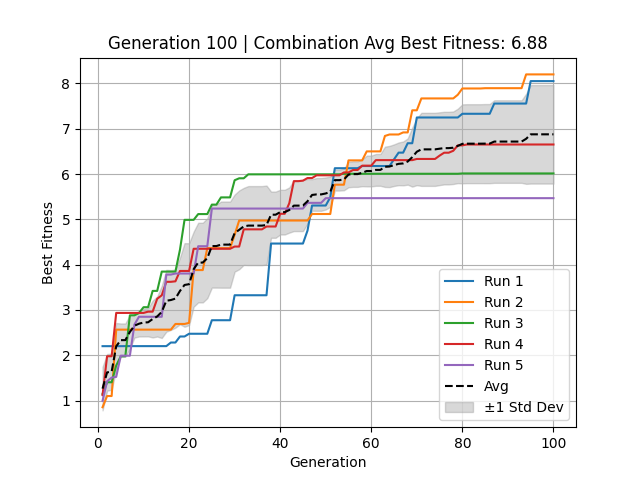 Generation 100 | Combination Avg Best Fitness: 6.88
Best Fitness
8
7
6
5
4
3
2
1
Run 1
Run 2
Run 3
Run 4
Run 5
Avg
±1 Std Dev
0 20 40 60 80 100
Generation